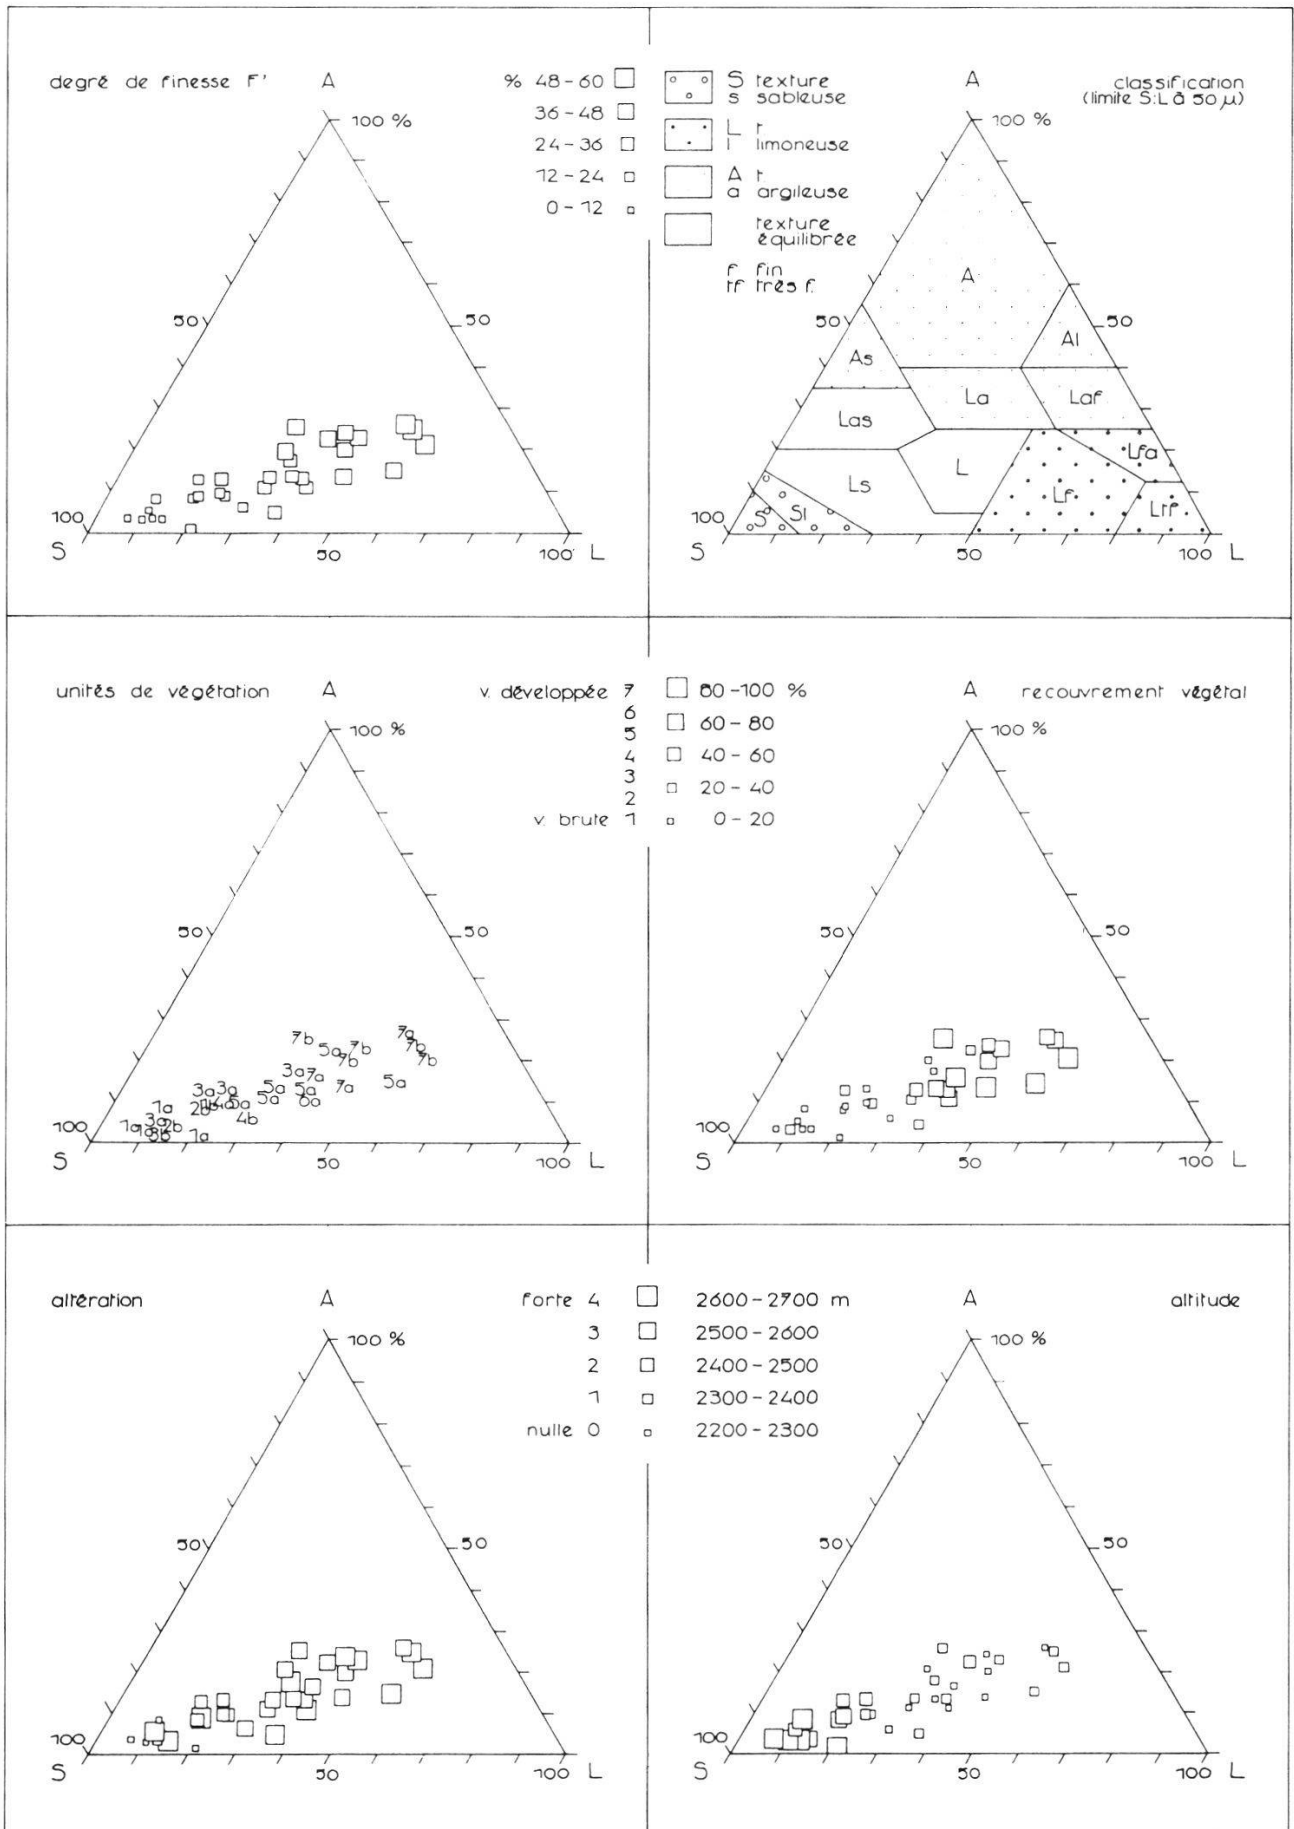 degré de finesse F'
A
100 %
50
50
100
S
50
100
L
% 48-60
36-48
24-36
12-24
0-12
S texture
s sableuse
L t
l limoneuse
A t
a argileuse
texture
équilibrée
f fin
tf très f.
classification
(limite S:L à 50 µ)
A
100 %
50
50
A
Al
As
La
Laf
Las
Lfa
L
Ls
Lf
Ltf
S
Sl
100
S
50
100
L
unités de végétation
A
100 %
v. développée 7
6
5
4
3
2
v. brute 1
50
50
7b
7a
5a
7b
7b
7b
7b
3a
7a
5a
5a
7a
5a
3a
3a
5a
6a
4b
1a
1a
3a
2b
1a
100
S
50
100
L
80-100 %
60-80
40-60
20-40
0-20
recouvrement végétal
A
100 %
50
50
100
S
50
100
L
altération
A
100 %
forte 4
3
2
1
nulle 0
50
50
100
S
50
100
L
2600-2700 m
2500-2600
2400-2500
2300-2400
2200-2300
altitude
A
100 %
50
50
100
S
50
100
L